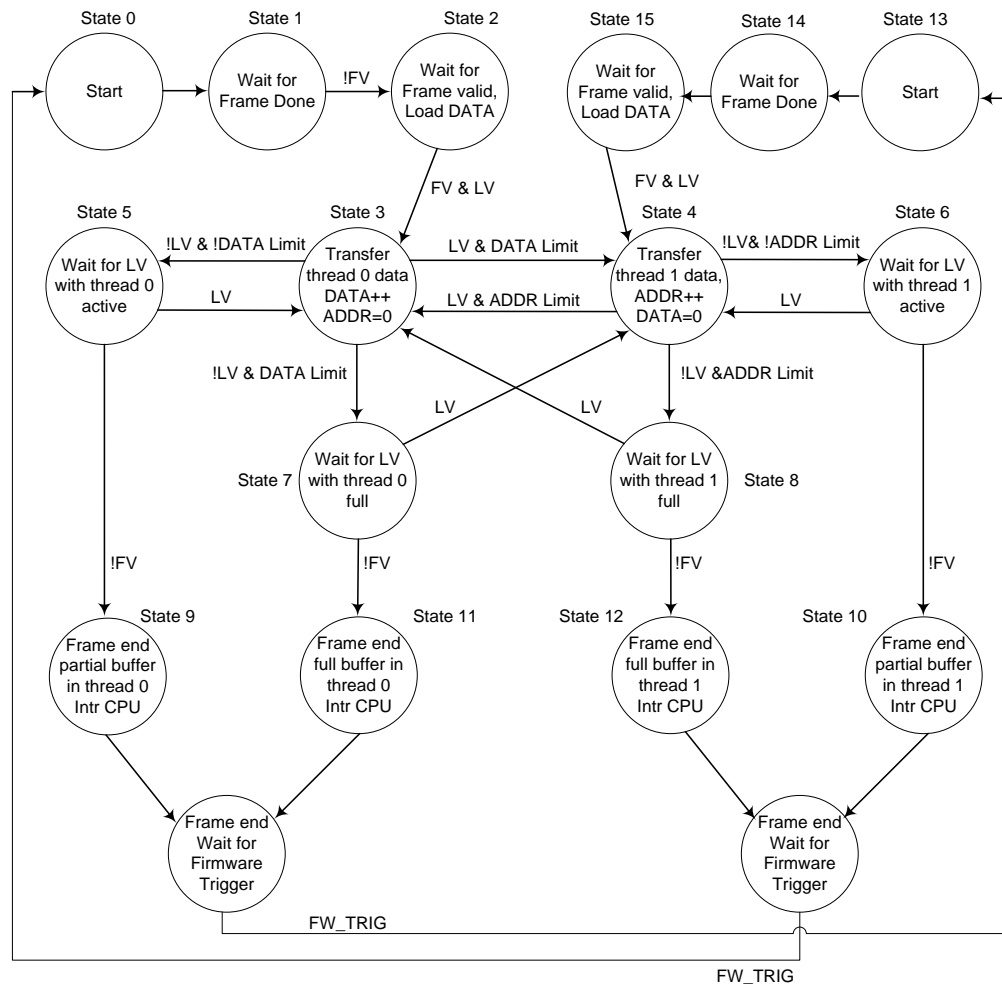 State 0
State 1
State 2
State 15
State 14
State 13
Start
Wait for
Frame Done
!FV
Wait for
Frame valid,
Load DATA
Wait for
Frame valid,
Load DATA
Wait for
Frame Done
Start
FV & LV
FV & LV
State 5
State 3
State 4
State 6
Wait for LV
with thread 0
active
!LV & !DATA Limit
LV
Transfer
thread 0 data
DATA++
ADDR=0
LV & DATA Limit
LV & ADDR Limit
Transfer
thread 1 data,
ADDR++
DATA=0
!LV& !ADDR Limit
LV
Wait for LV
with thread 1
active
!LV & DATA Limit
!LV &ADDR Limit
LV
LV
State 7
Wait for LV
with thread 0
full
Wait for LV
with thread 1
full
State 8
!FV
!FV
!FV
!FV
State 9
State 11
State 12
State 10
Frame end
partial buffer
in thread 0
Intr CPU
Frame end
full buffer in
thread 0
Intr CPU
Frame end
full buffer in
thread 1
Intr CPU
Frame end
partial buffer
in thread 1
Intr CPU
Frame end
Wait for
Firmware
Trigger
Frame end
Wait for
Firmware
Trigger
FW_TRIG
FW_TRIG